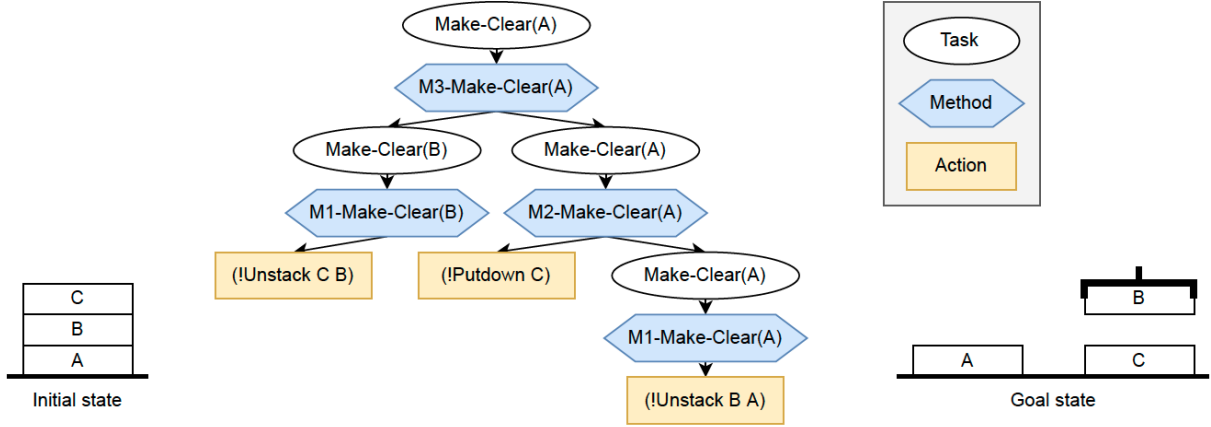 Make-Clear(A)
M3-Make-Clear(A)
Make-Clear(B)
Make-Clear(A)
M1-Make-Clear(B)
M2-Make-Clear(A)
(!Unstack C B)
(!Putdown C)
Make-Clear(A)
M1-Make-Clear(A)
(!Unstack B A)
Task
Method
Action
C
B
A
Initial state
B
A
C
Goal state